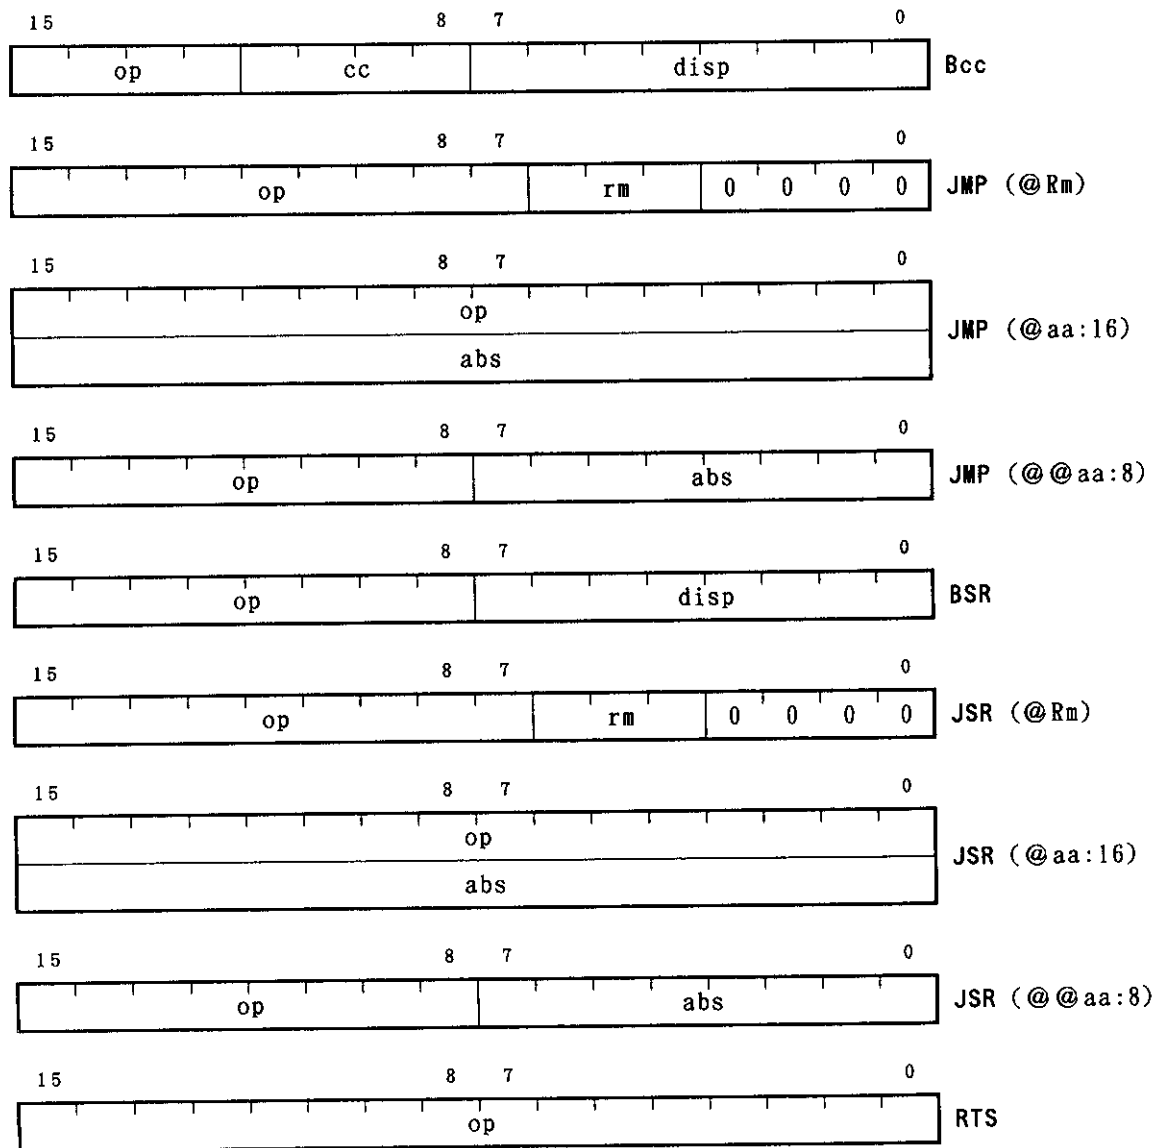 15 8 7 0
op cc disp Bcc
15 8 7 0
op rm 0 0 0 0 JMP (@Rm)
15 8 7 0
op
JMP (@aa:16)
abs
15 8 7 0
op abs JMP (@@aa:8)
15 8 7 0
op disp BSR
15 8 7 0
op rm 0 0 0 0 JSR (@Rm)
15 8 7 0
op
JSR (@aa:16)
abs
15 8 7 0
op abs JSR (@@aa:8)
15 8 7 0
op RTS